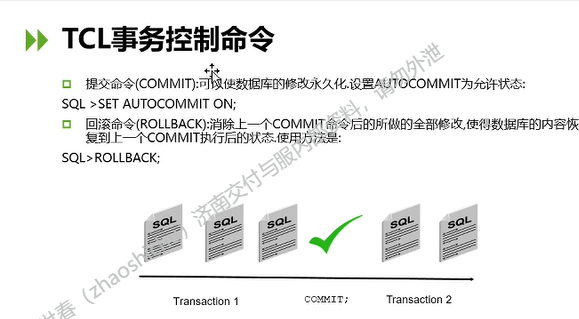 TCL事务控制命令
提交命令(COMMIT):可以使数据库的修改永久化.设置AUTOCOMMIT为允许状态:
SQL >SET AUTOCOMMIT ON;
回滚命令(ROLLBACK):消除上一个COMMIT命令后的所做的全部修改,使得数据库的内容恢
复到上一个COMMIT执行后的状态.使用方法是:
SQL>ROLLBACK;
SQL SQL SQL SQL SQL
Transaction 1 COMMIT; Transaction 2
济南交付与服内部资料，请勿外泄